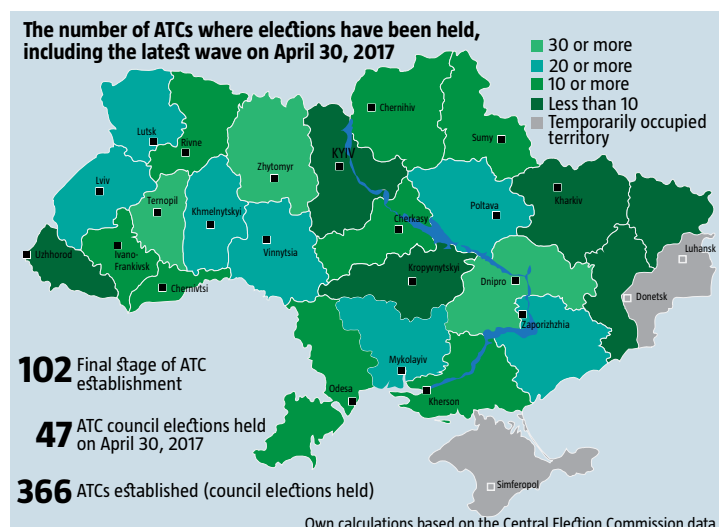 The number of ATCs where elections have been held,
including the latest wave on April 30, 2017
30 or more
20 or more
10 or more
Less than 10
Temporarily occupied
territory
Chernihiv
Lutsk
Rivne
Sumy
KYIV
Zhytomyr
Lviv
Kharkiv
Ternopil
Khmelnytskyi
Poltava
Cherkasy
Uzhhorod
Ivano-
Frankivsk
Vinnytsia
Luhansk
Chernivtsi
Kropyvnytskyi
Dnipro
Donetsk
Zaporizhzhia
Mykolayiv
Odesa
Kherson
Simferopol
102 Final stage of ATC
establishment
47 ATC council elections held
on April 30, 2017
366 ATCs established (council elections held)
Own calculations based on the Central Election Commission data